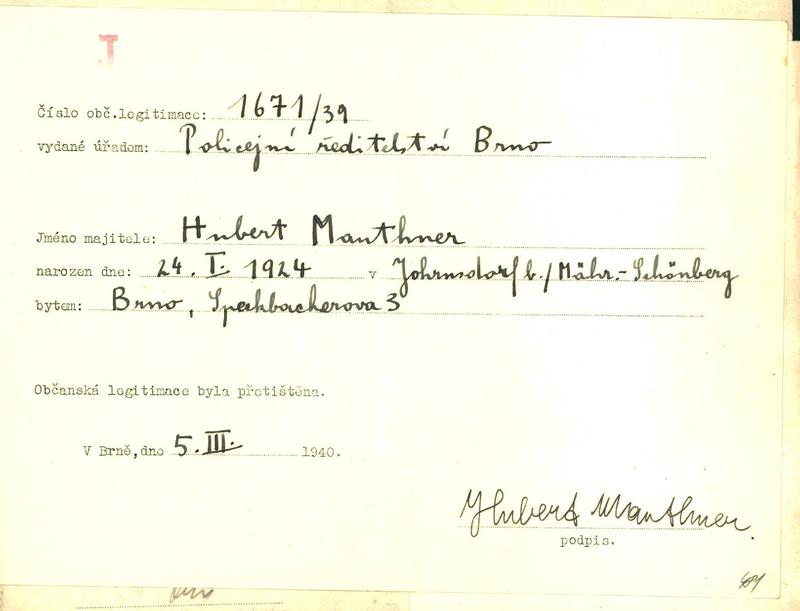 J
Číslo obč.legitimace: 1671/39
vydané úřadem: Policejní ředitelství Brno
Jméno majitele: Hubert Mauthner
narozen dne: 24. I. 1924 v Johrnsdorf b./Mähr.-Schönberg
bytem: Brno, Speckbacherova 3
Občanská legitimace byla přetištěna.
V Brně,dne 5. III. 1940.
Hubert Mauthner.
podpis.